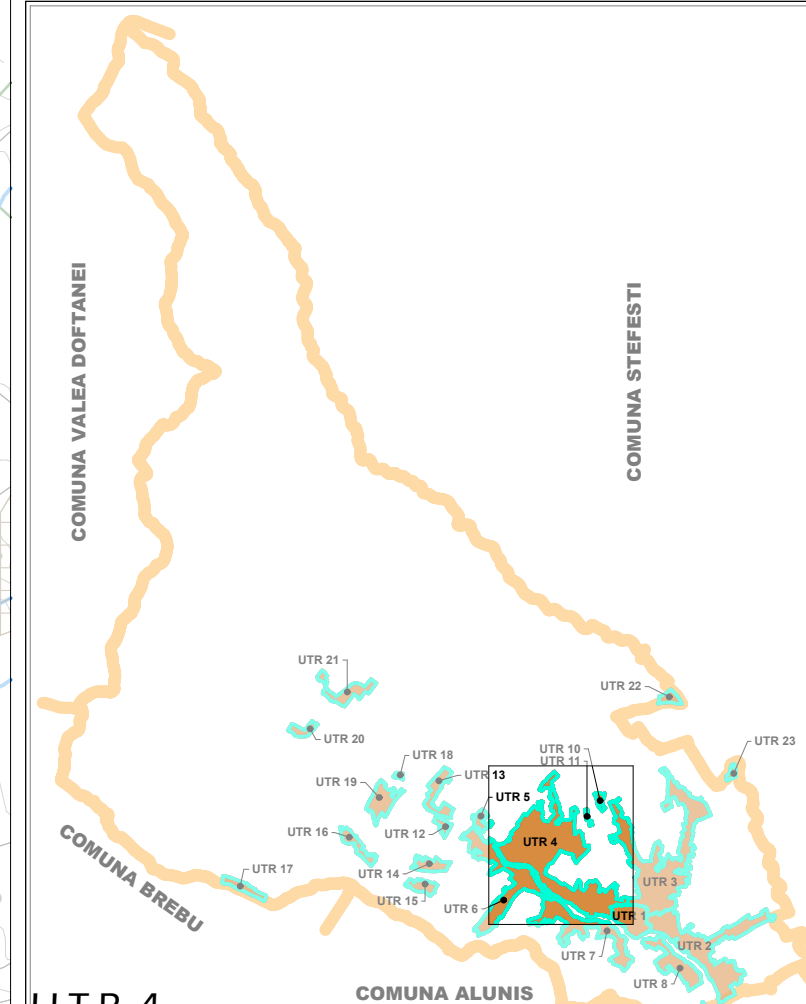 COMUNA VALEA DOFTANEI
COMUNA STEFESTI
UTR 21
UTR 22
UTR 20
UTR 10
UTR 23
UTR 18
UTR 11
UTR 13
UTR 19
UTR 5
UTR 16
UTR 12
UTR 4
COMUNA BREBU
UTR 17
UTR 14
UTR 3
UTR 15
UTR 6
UTR 1
UTR 7
UTR 2
UTR 8
COMUNA ALUNIS
UTR 4